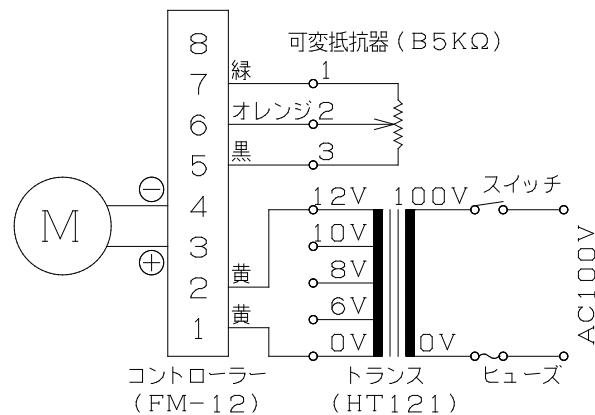 可変抵抗器(B5KΩ)
8
7 緑 1
6 オレンジ 2
5 黒 3
M
⊖ 4
⊕ 3
2 黄
1 黄
12V 100V スイッチ
10V
8V
6V
0V 0V
AC100V
コントローラー トランス ヒューズ
(FM-12) (HT121)